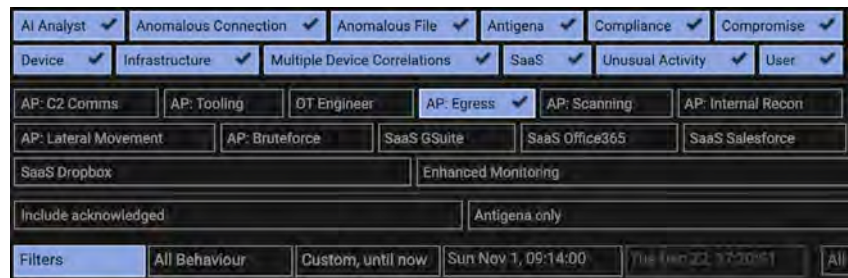 AI Analyst ✔ Anomalous Connection ✔ Anomalous File ✔ Antigena ✔ Compliance ✔ Compromise ✔
Device ✔ Infrastructure ✔ Multiple Device Correlations ✔ SaaS ✔ Unusual Activity ✔ User ✔
AP: C2 Comms AP: Tooling OT Engineer AP: Egress ✔ AP: Scanning AP: Internal Recon
AP: Lateral Movement AP: Bruteforce SaaS GSuite SaaS Office365 SaaS Salesforce
SaaS Dropbox Enhanced Monitoring
Include acknowledged Antigena only
Filters All Behaviour Custom, until now Sun Nov 1, 09:14:00 All